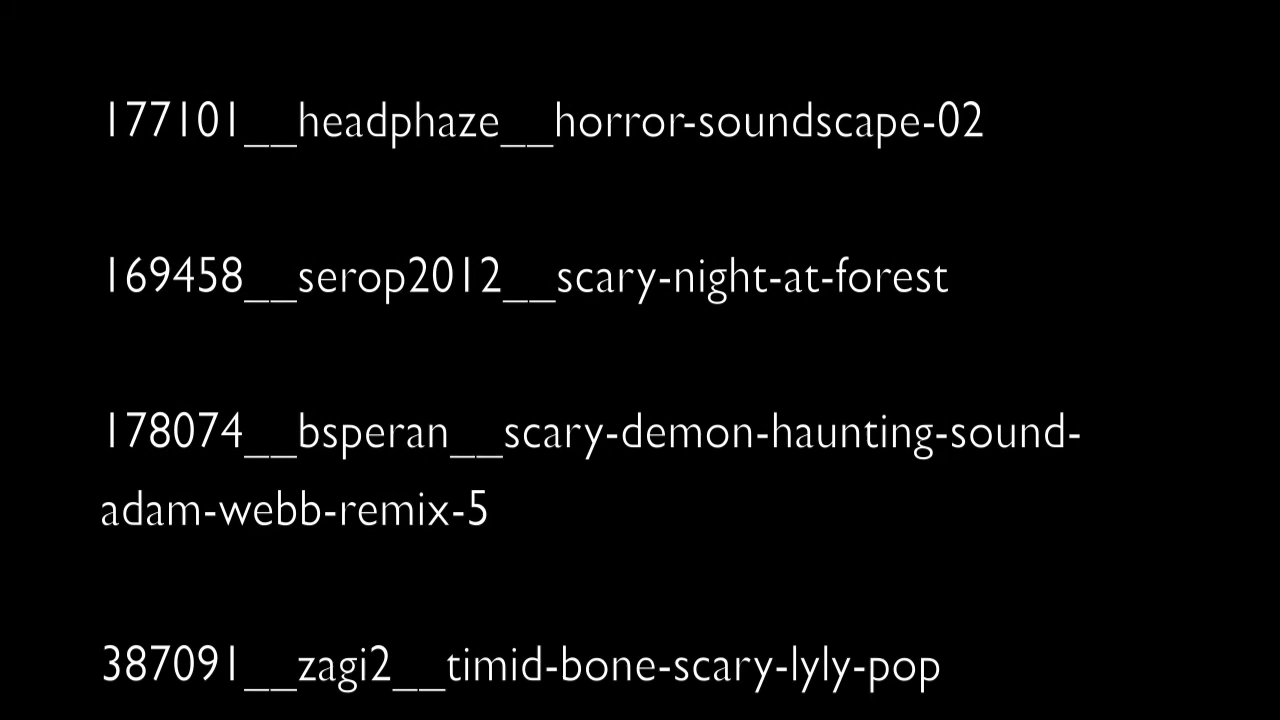 177101__headphaze__horror-soundscape-02
169458__serop2012__scary-night-at-forest
178074__bsperan__scary-demon-haunting-sound-
adam-webb-remix-5
387091__zagi2__timid-bone-scary-lyly-pop